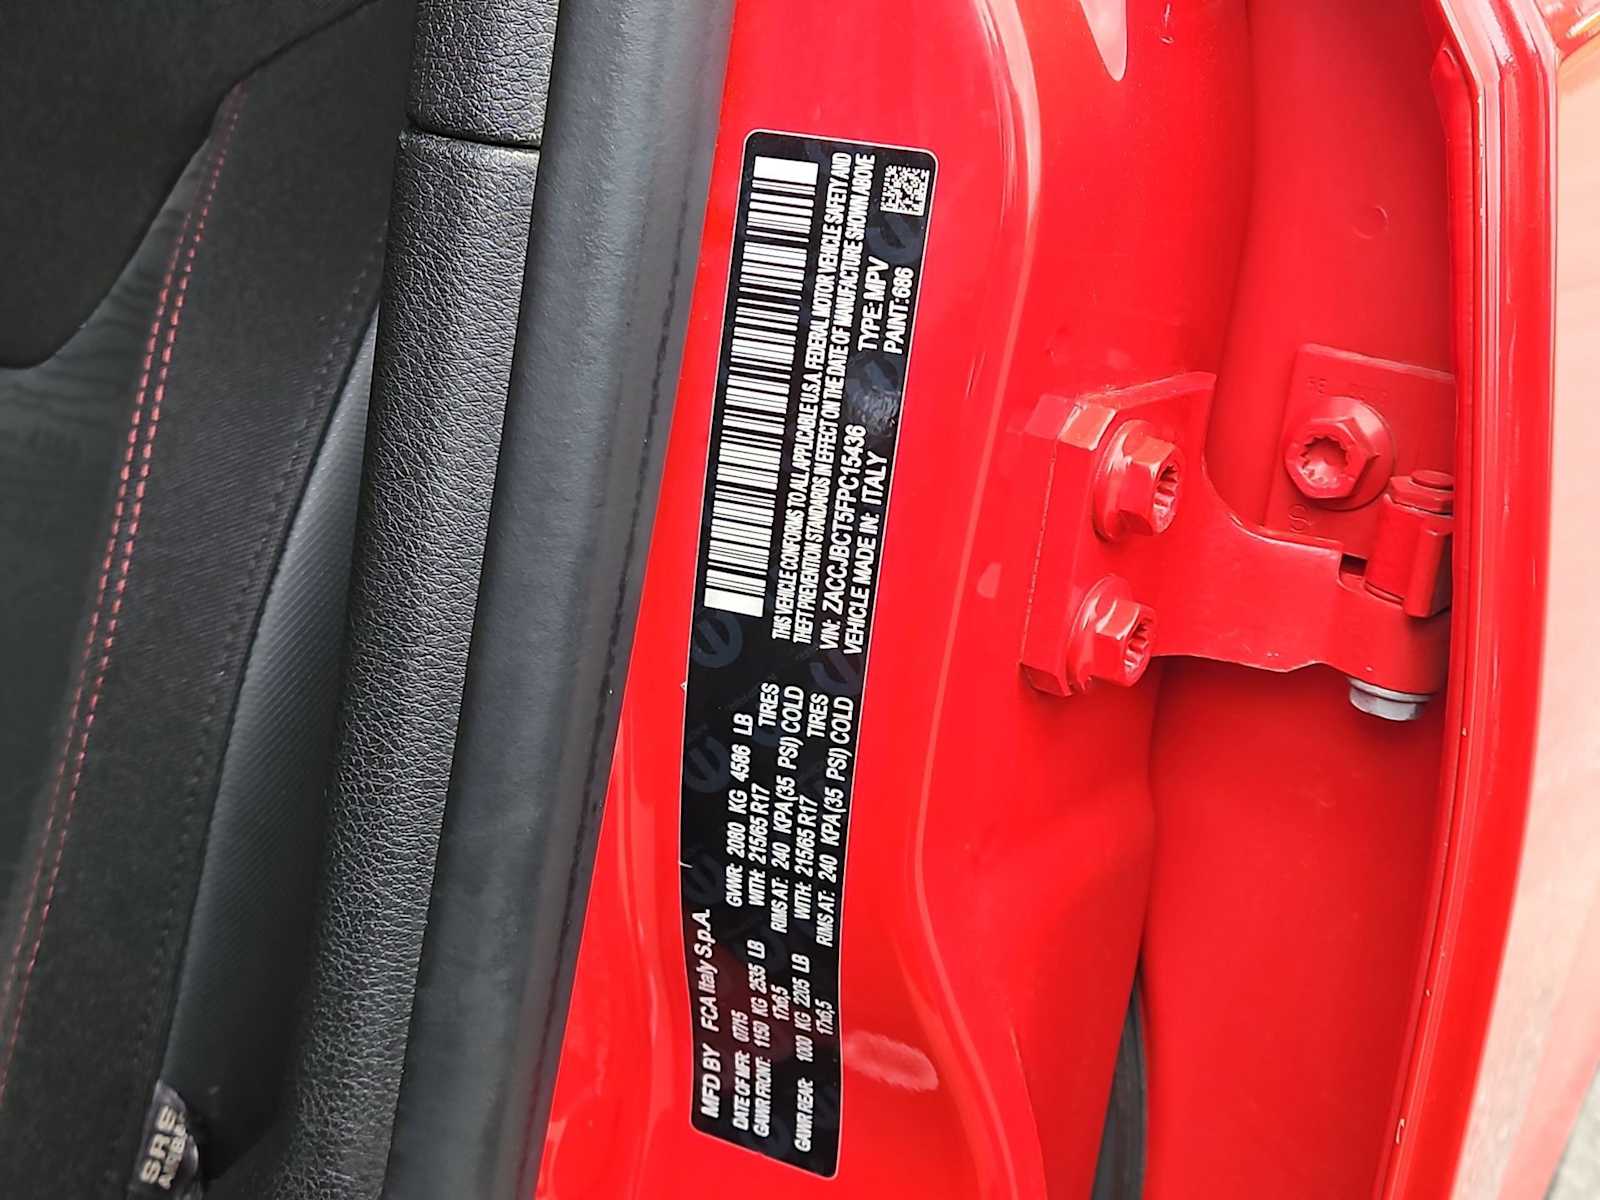 MFD BY FCA Italy S.p.A.
DATE OF MFR: 07/15 GVWR: 2080 KG 4586 LB
GAWR FRONT: 1150 KG 2535 LB WITH: 215/65 R17 TIRES
17x6,5 RIMS AT: 240 KPA(35 PSI) COLD
GAWR REAR: 1000 KG 2205 LB WITH: 215/65 R17 TIRES
17x6,5 RIMS AT: 240 KPA(35 PSI) COLD
THIS VEHICLE CONFORMS TO ALL APPLICABLE U.S.A. FEDERAL MOTOR VEHICLE SAFETY AND
THEFT PREVENTION STANDARDS IN EFFECT ON THE DATE OF MANUFACTURE SHOWN ABOVE
VIN: ZACCJBCT5FPC15436 TYPE: MPV
VEHICLE MADE IN: ITALY PAINT: 686
SRS
AIRBAG